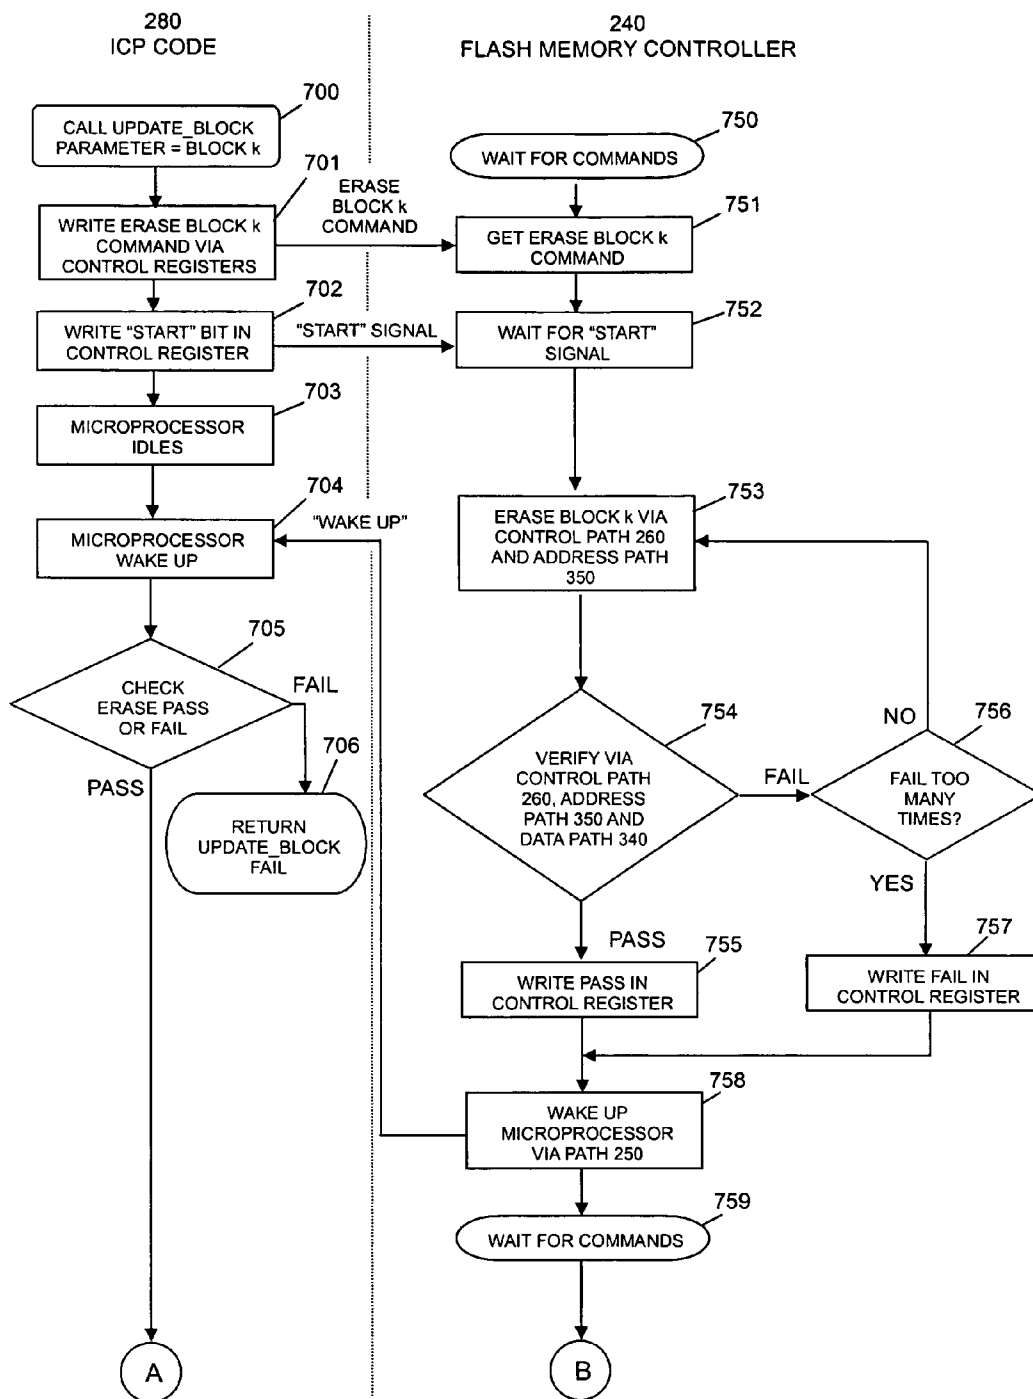 280
ICP CODE
240
FLASH MEMORY CONTROLLER
700
CALL UPDATE_BLOCK
PARAMETER = BLOCK k
701
WRITE ERASE BLOCK k
COMMAND VIA
CONTROL REGISTERS
ERASE
BLOCK k
COMMAND
702
WRITE “START” BIT IN
CONTROL REGISTER
“START” SIGNAL
703
MICROPROCESSOR
IDLES
704
MICROPROCESSOR
WAKE UP
“WAKE UP”
705
CHECK
ERASE PASS
OR FAIL
FAIL
PASS
706
RETURN
UPDATE_BLOCK
FAIL
A
750
WAIT FOR COMMANDS
751
GET ERASE BLOCK k
COMMAND
752
WAIT FOR “START”
SIGNAL
753
ERASE BLOCK k VIA
CONTROL PATH 260
AND ADDRESS PATH
350
754
VERIFY VIA
CONTROL PATH
260, ADDRESS
PATH 350 AND
DATA PATH 340
FAIL
NO
756
FAIL TOO
MANY
TIMES?
YES
PASS
755
WRITE PASS IN
CONTROL REGISTER
757
WRITE FAIL IN
CONTROL REGISTER
758
WAKE UP
MICROPROCESSOR
VIA PATH 250
759
WAIT FOR COMMANDS
B